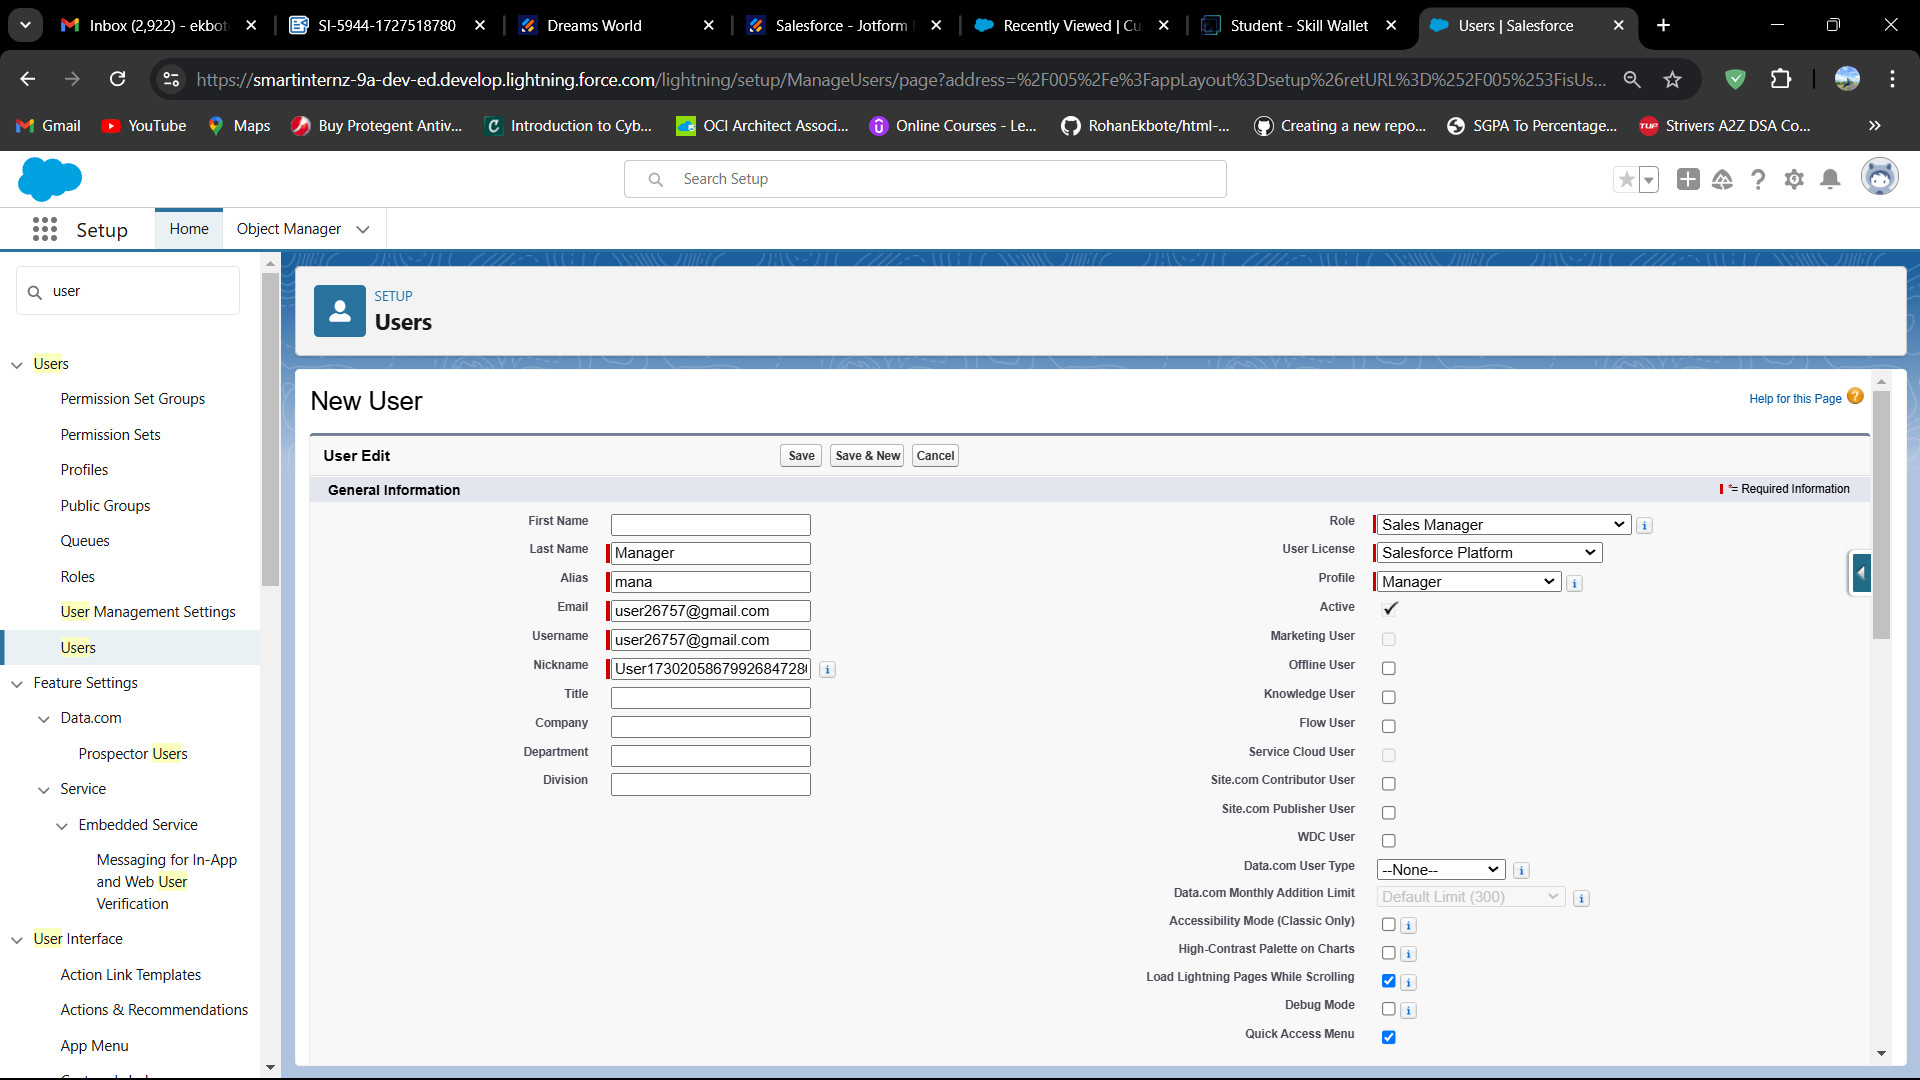 Inbox (2,922) - ekbot
SI-5944-1727518780
Dreams World
Salesforce - Jotform
Recently Viewed | Cu
Student - Skill Wallet
Users | Salesforce
https://smartinternz-9a-dev-ed.develop.lightning.force.com/lightning/setup/ManageUsers/page?address=%2F005%2Fe%3FappLayout%3Dsetup%26retURL%3D%252F005%253FisUs...
Gmail
YouTube
Maps
Buy Protegent Antiv...
Introduction to Cyb...
OCI Architect Associ...
Online Courses - Le...
RohanEkbote/html-...
Creating a new repo...
SGPA To Percentage...
Strivers A2Z DSA Co...
Search Setup
Setup
Home
Object Manager
user
Users
Permission Set Groups
Permission Sets
Profiles
Public Groups
Queues
Roles
User Management Settings
Users
Feature Settings
Data.com
Prospector Users
Service
Embedded Service
Messaging for In-App
and Web User
Verification
User Interface
Action Link Templates
Actions & Recommendations
App Menu
SETUP
Users
New User
Help for this Page
User Edit
Save
Save & New
Cancel
General Information
*= Required Information
First Name
Last Name Manager
Alias mana
Email user26757@gmail.com
Username user26757@gmail.com
Nickname User1730205867992684728
Title
Company
Department
Division
Role Sales Manager
User License Salesforce Platform
Profile Manager
Active
Marketing User
Offline User
Knowledge User
Flow User
Service Cloud User
Site.com Contributor User
Site.com Publisher User
WDC User
Data.com User Type --None--
Data.com Monthly Addition Limit Default Limit (300)
Accessibility Mode (Classic Only)
High-Contrast Palette on Charts
Load Lightning Pages While Scrolling
Debug Mode
Quick Access Menu